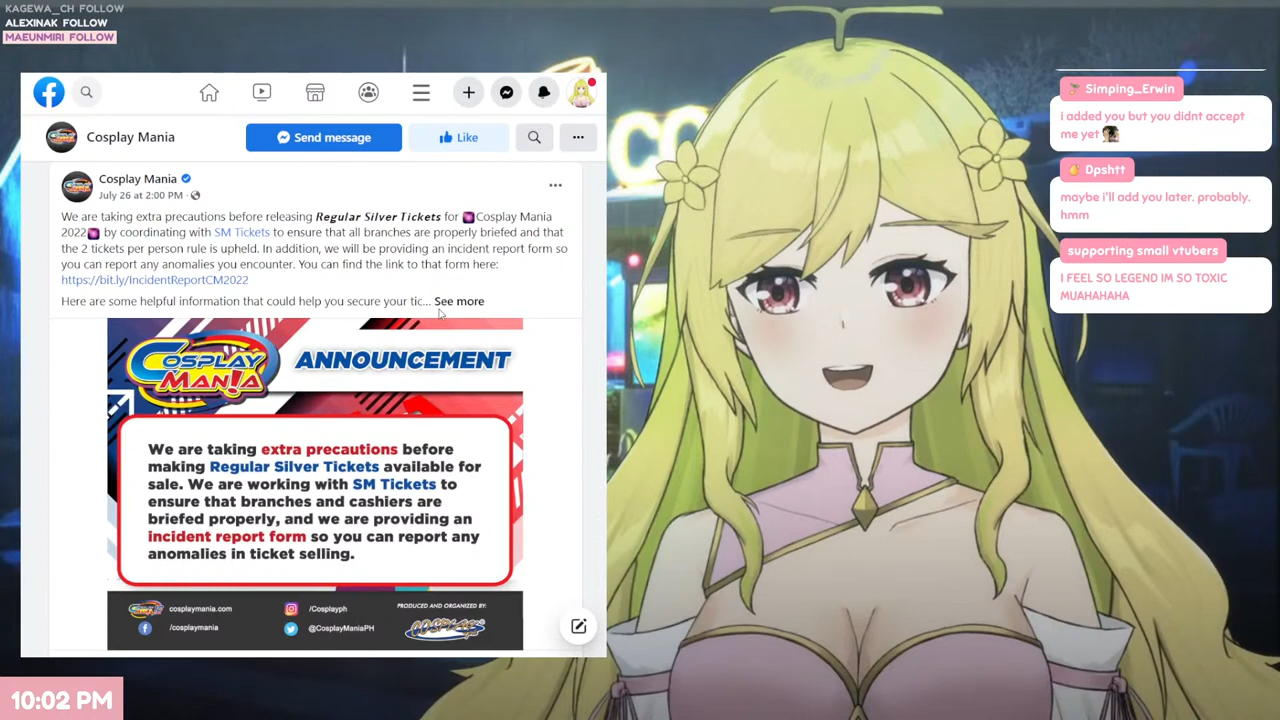 KAGEWA_CH FOLLOW
ALEXINAK FOLLOW
MAEUNMIRI FOLLOW
Cosplay Mania
Send message
Like
Cosplay Mania
July 26 at 2:00 PM ·
We are taking extra precautions before releasing Regular Silver Tickets for Cosplay Mania
2022 by coordinating with SM Tickets to ensure that all branches are properly briefed and that
the 2 tickets per person rule is upheld. In addition, we will be providing an incident report form so
you can report any anomalies you encounter. You can find the link to that form here:
https://bit.ly/IncidentReportCM2022
Here are some helpful information that could help you secure your tic... See more
COSPLAY
MAN!A
ANNOUNCEMENT
We are taking extra precautions before
making Regular Silver Tickets available for
sale. We are working with SM Tickets to
ensure that branches and cashiers are
briefed properly, and we are providing an
incident report form so you can report any
anomalies in ticket selling.
cosplaymania.com
/Cosplayph
PRODUCED AND ORGANIZED BY:
/cosplaymania
@CosplayManiaPH
10:02 PM
Simping_Erwin
i added you but you didnt accept
me yet
Dpshtt
maybe i'll add you later. probably.
hmm
supporting small vtubers
I FEEL SO LEGEND IM SO TOXIC
MUAHAHAHA